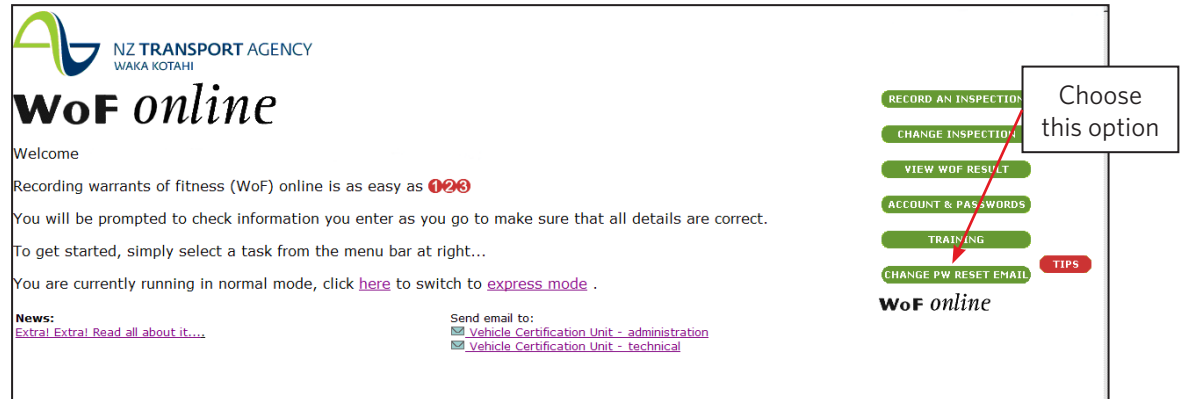 NZ TRANSPORT AGENCY
WAKA KOTAHI
WoF online
Welcome
Recording warrants of fitness (WoF) online is as easy as 123
You will be prompted to check information you enter as you go to make sure that all details are correct.
To get started, simply select a task from the menu bar at right...
You are currently running in normal mode, click here to switch to express mode .
News:
Extra! Extra! Read all about it....
Send email to:
Vehicle Certification Unit - administration
Vehicle Certification Unit - technical
RECORD AN INSPECTION
CHANGE INSPECTION
VIEW WOF RESULT
ACCOUNT & PASSWORDS
TRAINING
CHANGE PW RESET EMAIL
TIPS
WoF online
Choose
this option